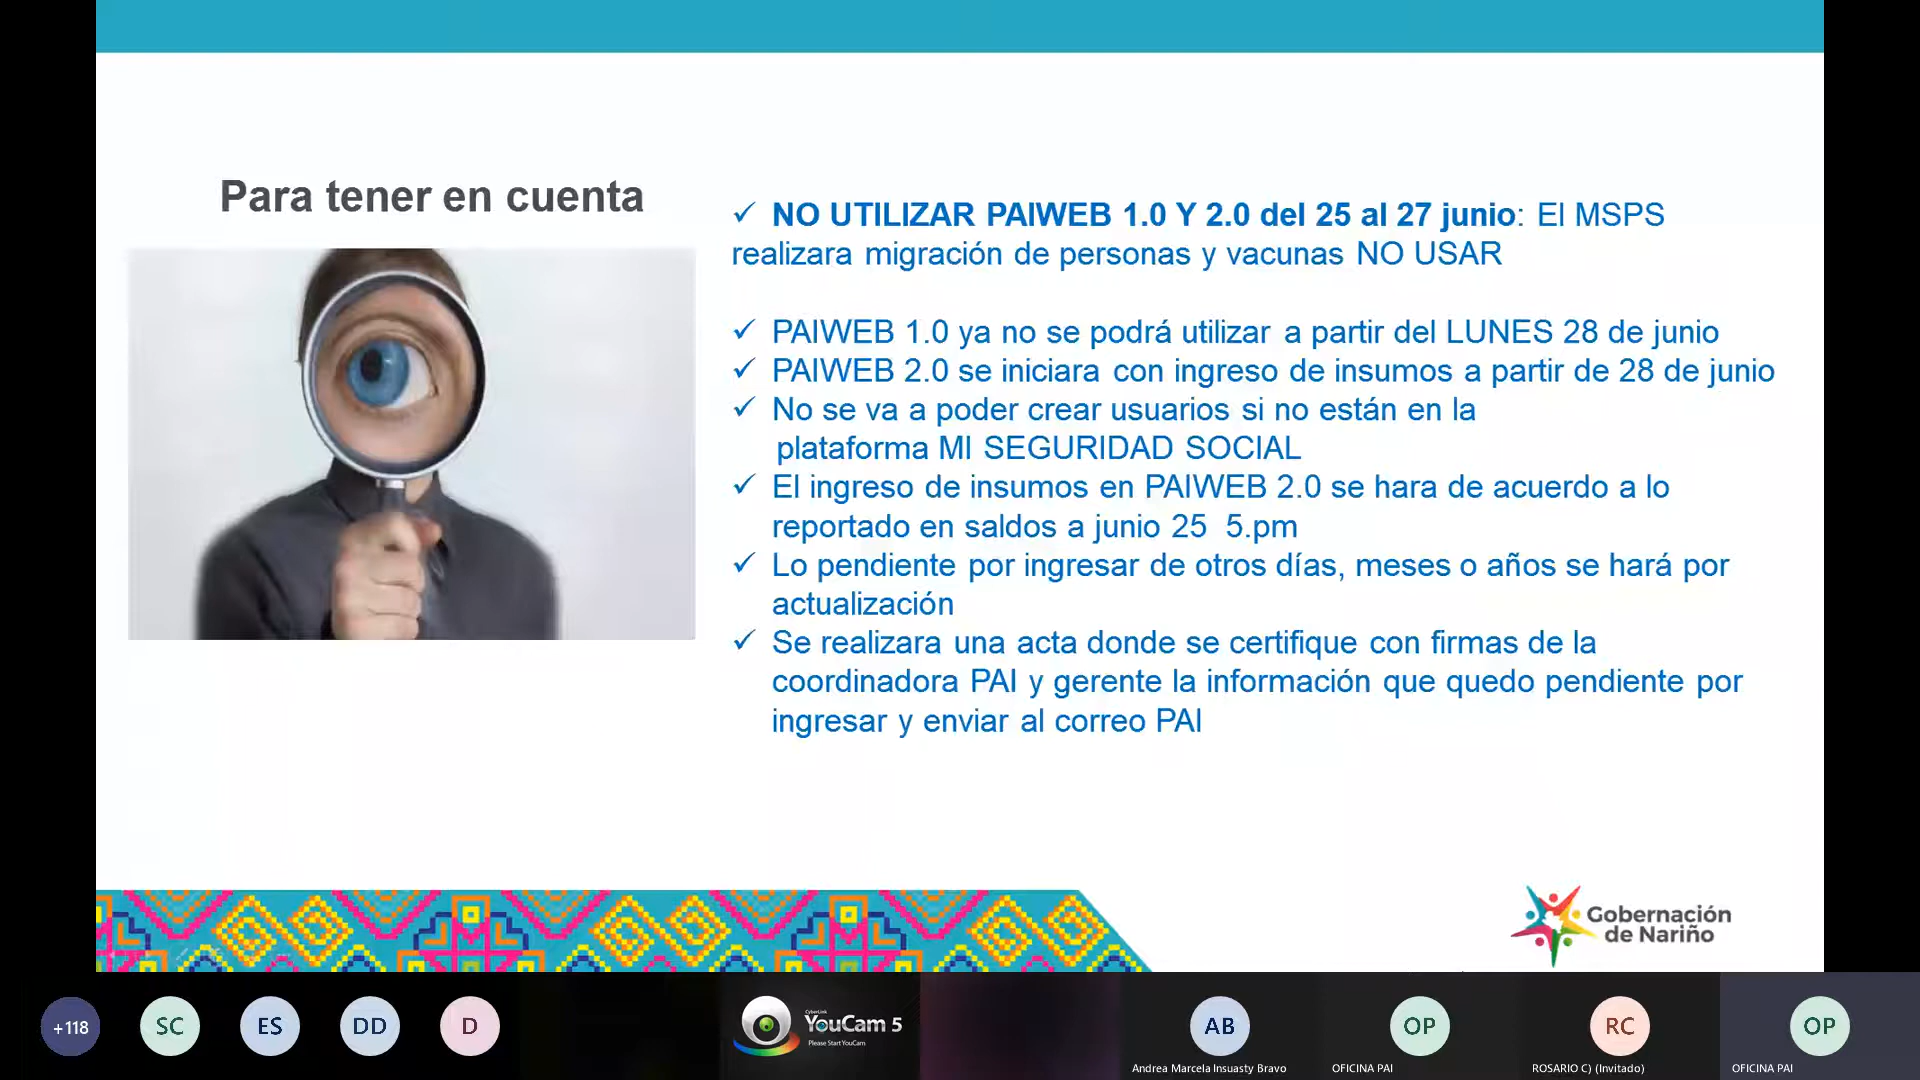 Para tener en cuenta
✓ NO UTILIZAR PAIWEB 1.0 Y 2.0 del 25 al 27 junio: El MSPS
realizara migración de personas y vacunas NO USAR
✓ PAIWEB 1.0 ya no se podrá utilizar a partir del LUNES 28 de junio
✓ PAIWEB 2.0 se iniciara con ingreso de insumos a partir de 28 de junio
✓ No se va a poder crear usuarios si no están en la
plataforma MI SEGURIDAD SOCIAL
✓ El ingreso de insumos en PAIWEB 2.0 se hara de acuerdo a lo
reportado en saldos a junio 25 5.pm
✓ Lo pendiente por ingresar de otros días, meses o años se hará por
actualización
✓ Se realizara una acta donde se certifique con firmas de la
coordinadora PAI y gerente la información que quedo pendiente por
ingresar y enviar al correo PAI
Gobernación
de Nariño
+118
SC
ES
DD
D
CyberLink
YouCam 5
Please Start YouCam
AB
Andrea Marcela Insuasty Bravo
OP
OFICINA PAI
RC
ROSARIO C) (Invitado)
OP
OFICINA PAI